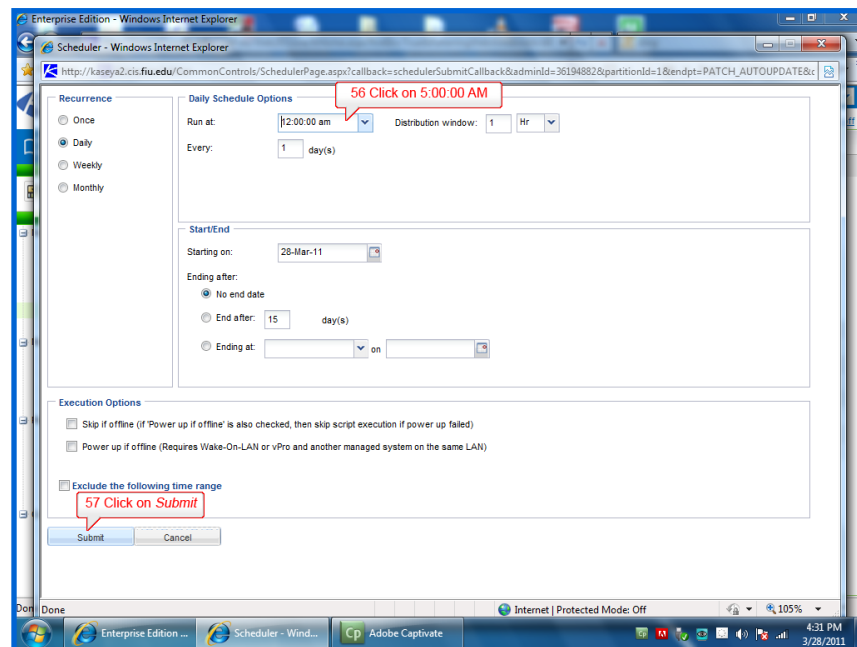 Enterprise Edition - Windows Internet Explorer
Scheduler - Windows Internet Explorer
http://kaseya2.cis.fiu.edu/CommonControls/SchedulerPage.aspx?callback=schedulerSubmitCallback&adminId=36194882&partitionId=1&endpt=PATCH_AUTOUPDATE&c
Recurrence
Once
Daily
Weekly
Monthly
Daily Schedule Options
56 Click on 5:00:00 AM
Run at: 12:00:00 am Distribution window: 1 Hr
Every: 1 day(s)
Start/End
Starting on: 28-Mar-11
Ending after:
No end date
End after: 15 day(s)
Ending at: on
Execution Options
Skip if offline (if 'Power up if offline' is also checked, then skip script execution if power up failed)
Power up if offline (Requires Wake-On-LAN or vPro and another managed system on the same LAN)
Exclude the following time range
57 Click on Submit
Submit Cancel
Don Done Internet | Protected Mode: Off 105%
Enterprise Edition ... Scheduler - Wind... Cp Adobe Captivate
4:31 PM
3/28/2011